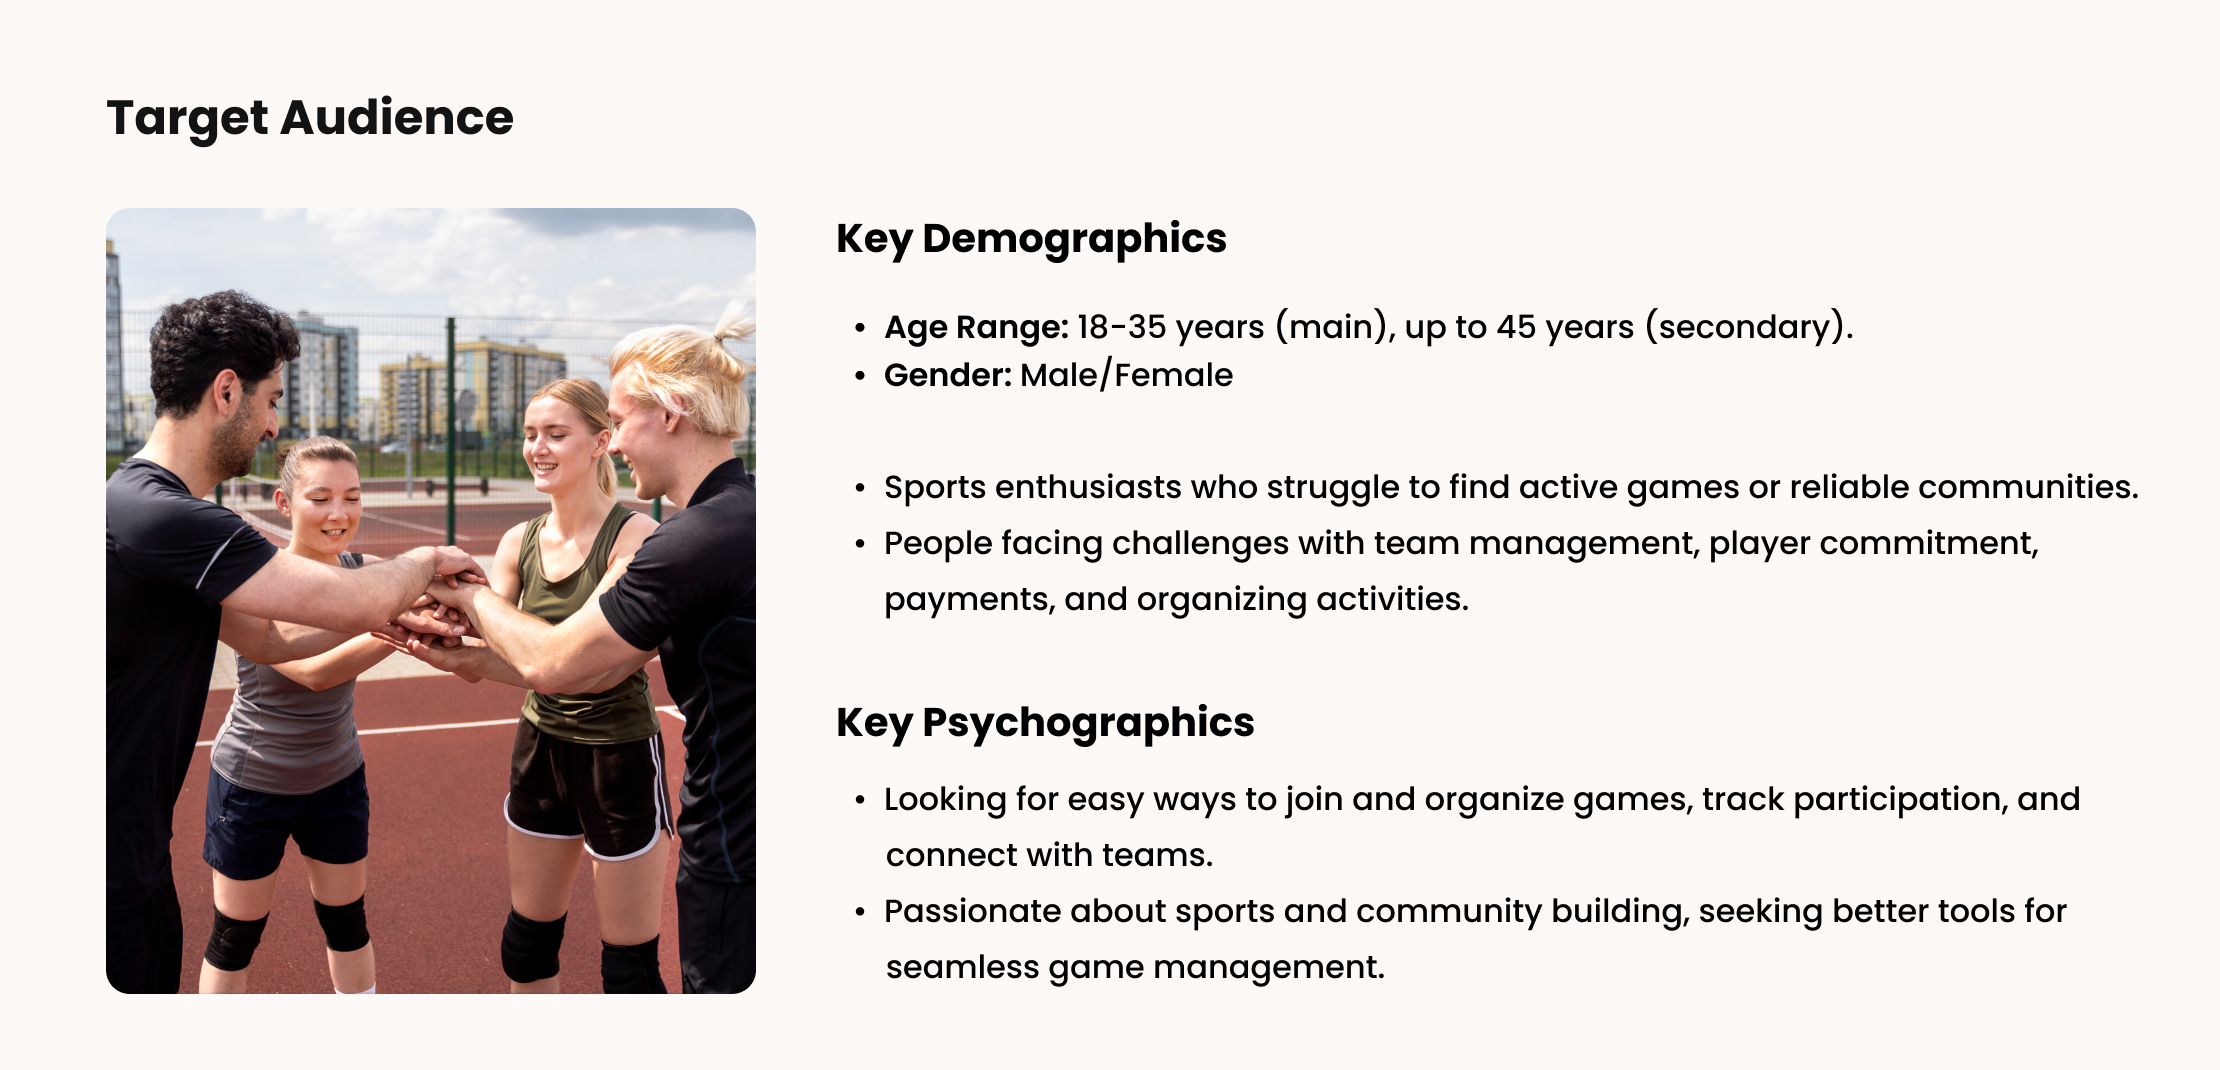 Target Audience
Key Demographics
• Age Range: 18-35 years (main), up to 45 years (secondary).
• Gender: Male/Female
• Sports enthusiasts who struggle to find active games or reliable communities.
• People facing challenges with team management, player commitment,
payments, and organizing activities.
Key Psychographics
• Looking for easy ways to join and organize games, track participation, and
connect with teams.
• Passionate about sports and community building, seeking better tools for
seamless game management.